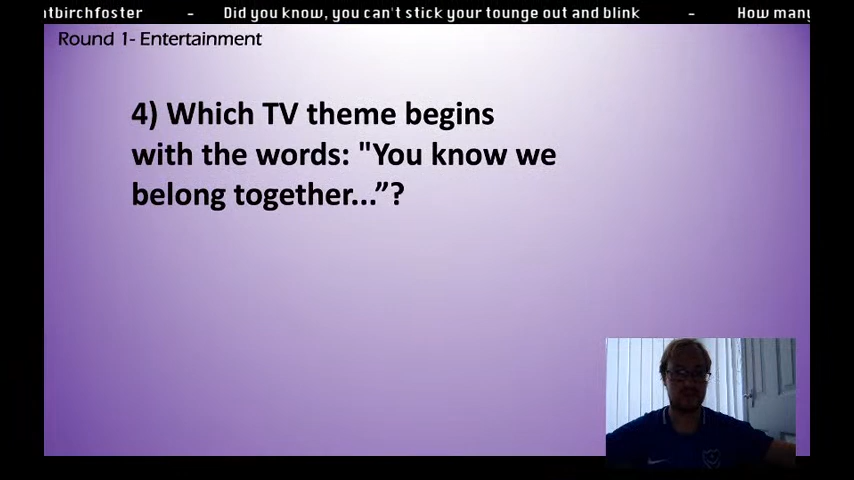 ntbirchfoster - Did you know, you can't stick your tounge out and blink - How many
Round 1- Entertainment
4) Which TV theme begins
with the words: "You know we
belong together...”?